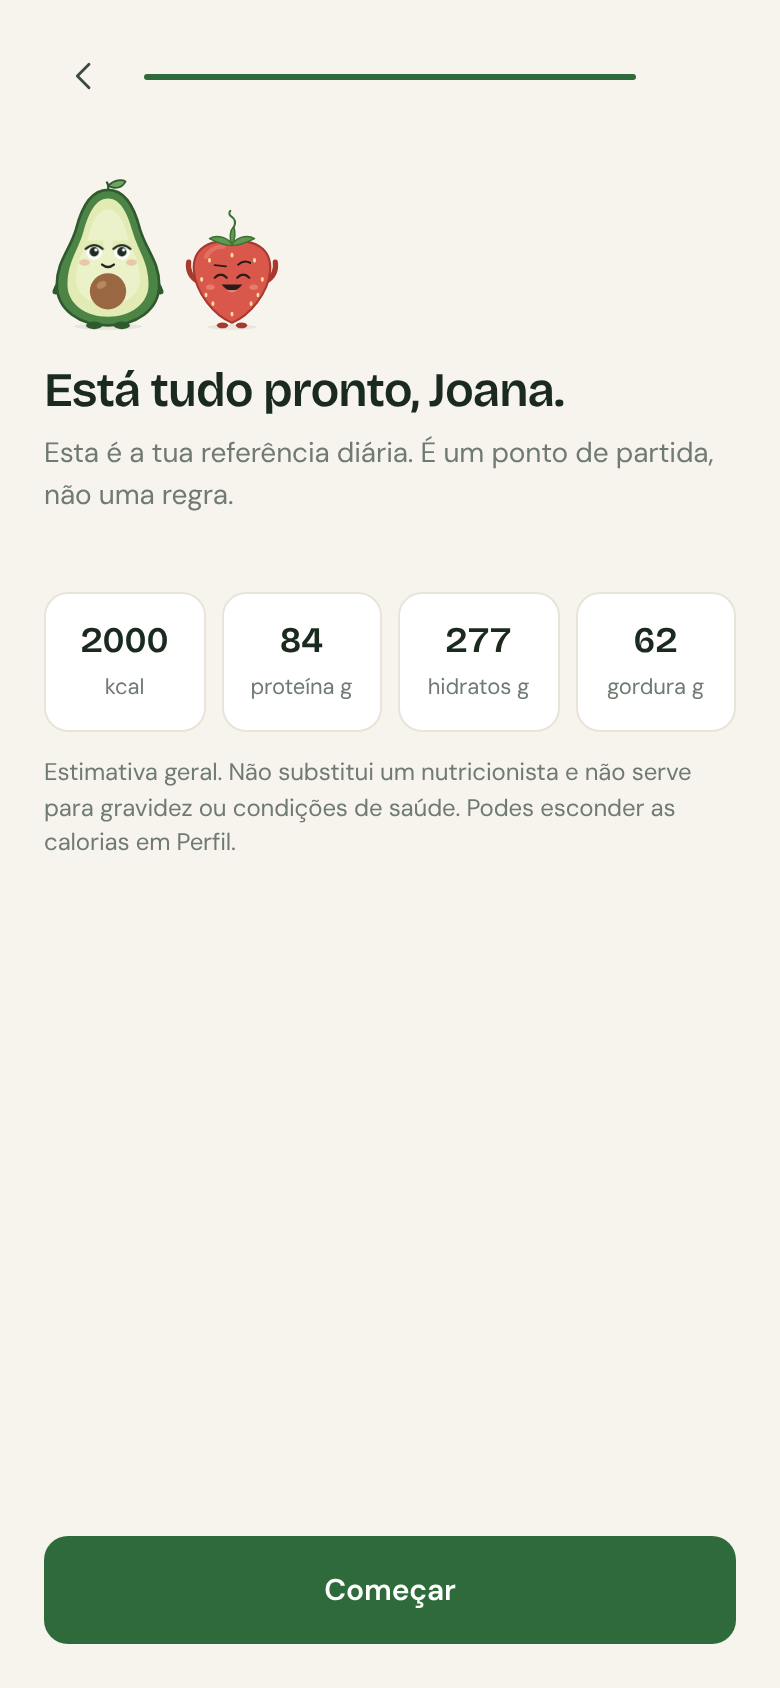 Está tudo pronto, Joana.
Esta é a tua referência diária. É um ponto de partida,
não uma regra.
2000
kcal
84
proteína g
277
hidratos g
62
gordura g
Estimativa geral. Não substitui um nutricionista e não serve
para gravidez ou condições de saúde. Podes esconder as
calorias em Perfil.
Começar